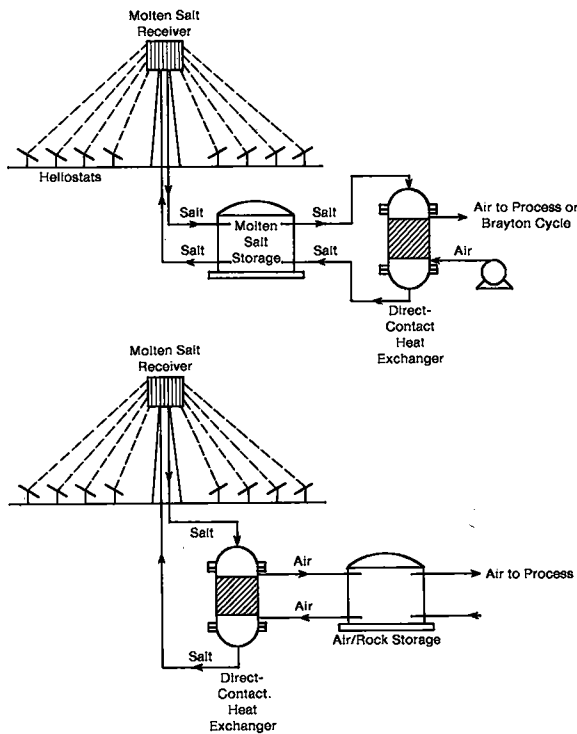 Molten Salt
Receiver
Heliostats
Salt
Salt
Molten
Salt
Storage
Salt
Salt
Air to Process or
Brayton Cycle
Air
Direct-
Contact
Heat
Exchanger
Molten Salt
Receiver
Salt
Air
Air to Process
Air
Air/Rock Storage
Salt
Direct-
Contact.
Heat
Exchanger